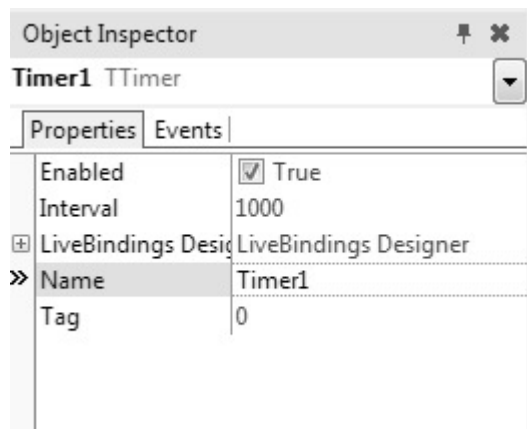 Object Inspector
Timer1 TTimer
Properties Events
Enabled True
Interval 1000
LiveBindings Desig LiveBindings Designer
Name Timer1
Tag 0